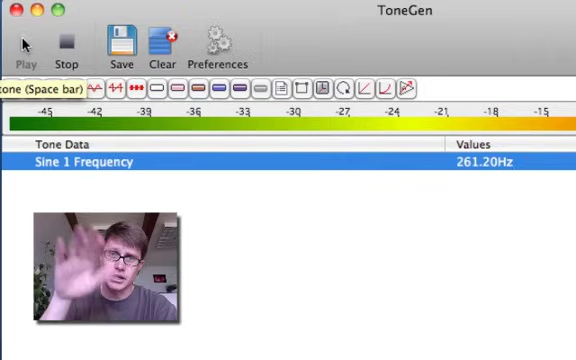 ToneGen
Play Stop Save Clear Preferences
tone (Space bar)
-45 -42 -39 -36 -33 -30 -27 -24 -21 -18 -15
Tone Data Values
Sine 1 Frequency 261.20Hz